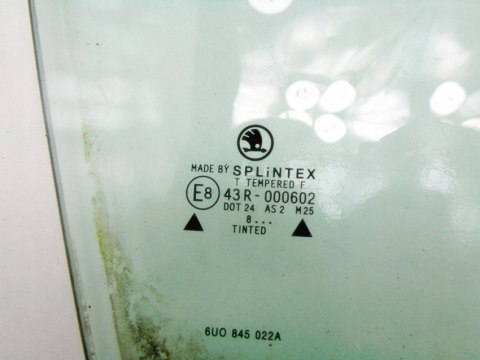 MADE BY SPLiNTEX
T TEMPERED F
E8 43R-000602
DOT 24 AS 2 M25
8...
TINTED
6U0 845 022A